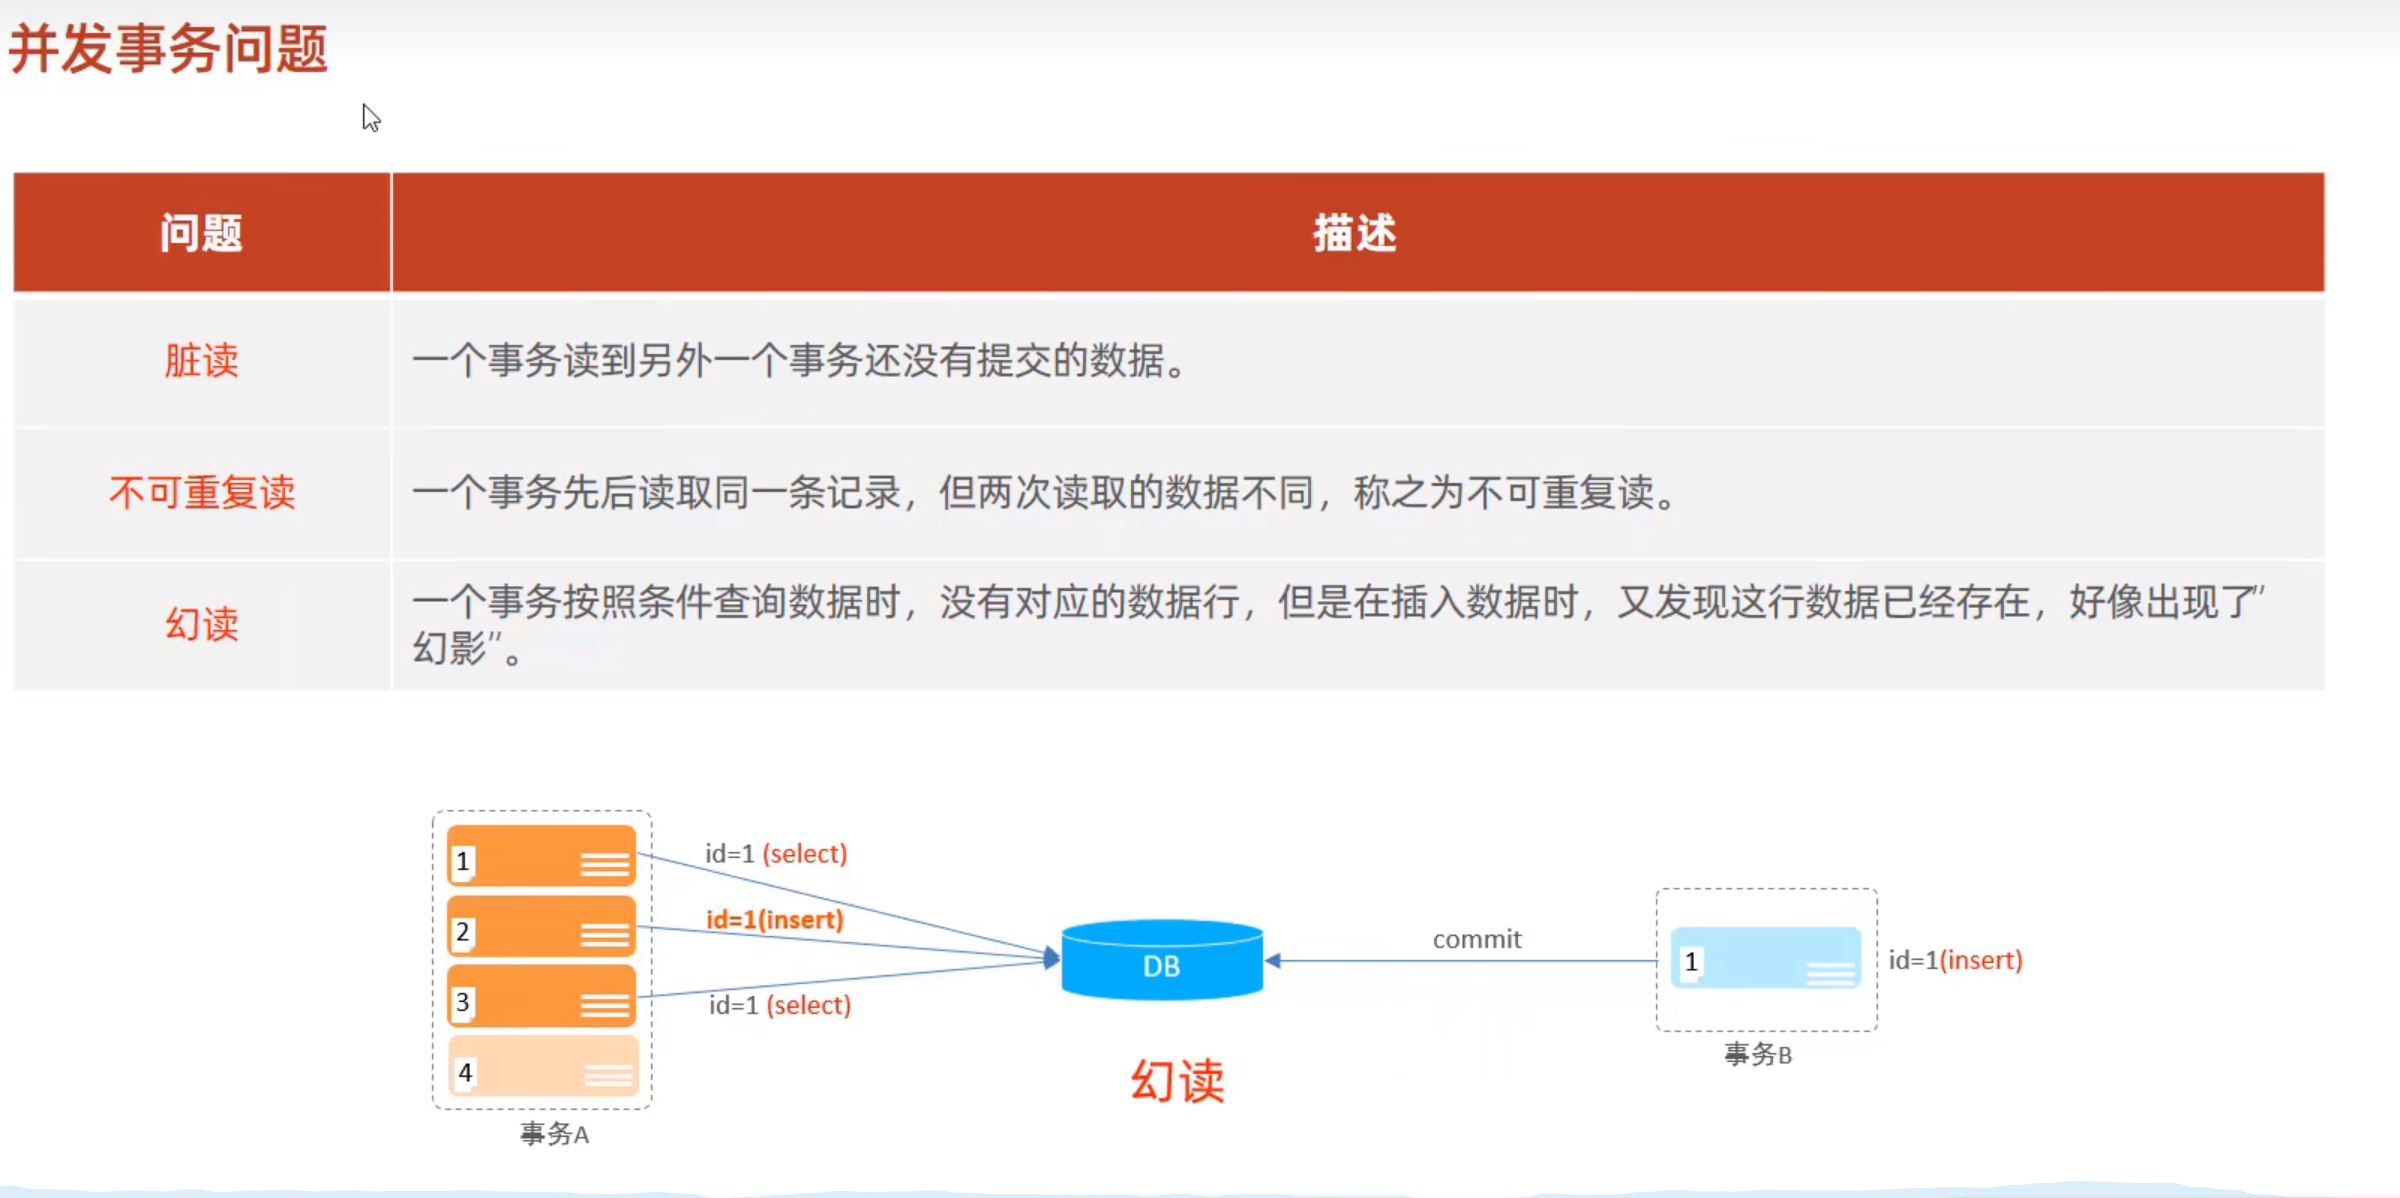 并发事务问题
问题
描述
脏读
一个事务读到另外一个事务还没有提交的数据。
不可重复读
一个事务先后读取同一条记录，但两次读取的数据不同，称之为不可重复读。
幻读
一个事务按照条件查询数据时，没有对应的数据行，但是在插入数据时，又发现这行数据已经存在，好像出现了”
幻影”。
1
id=1 (select)
2
id=1(insert)
3
id=1 (select)
4
事务A
DB
幻读
commit
1
id=1(insert)
事务B